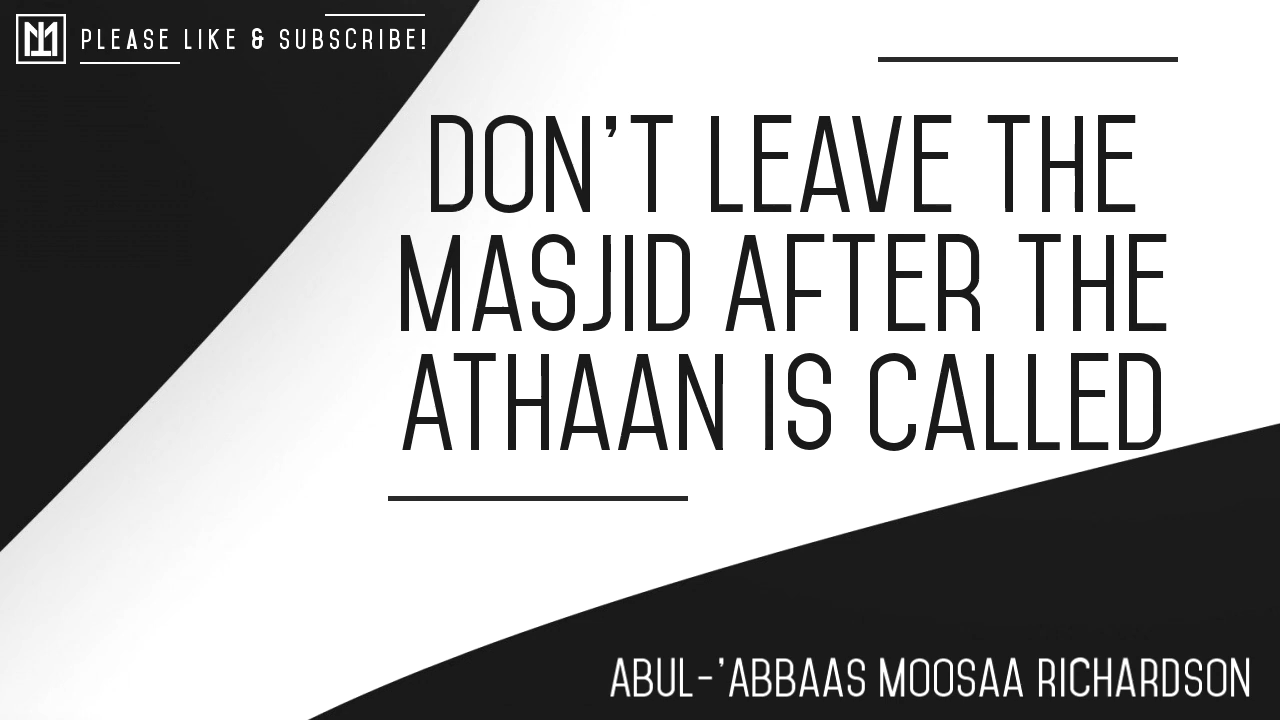 PLEASE LIKE & SUBSCRIBE!
DON'T LEAVE THE
MASJID AFTER THE
ATHAAN IS CALLED
ABUL-'ABBAAS MOOSAA RICHARDSON